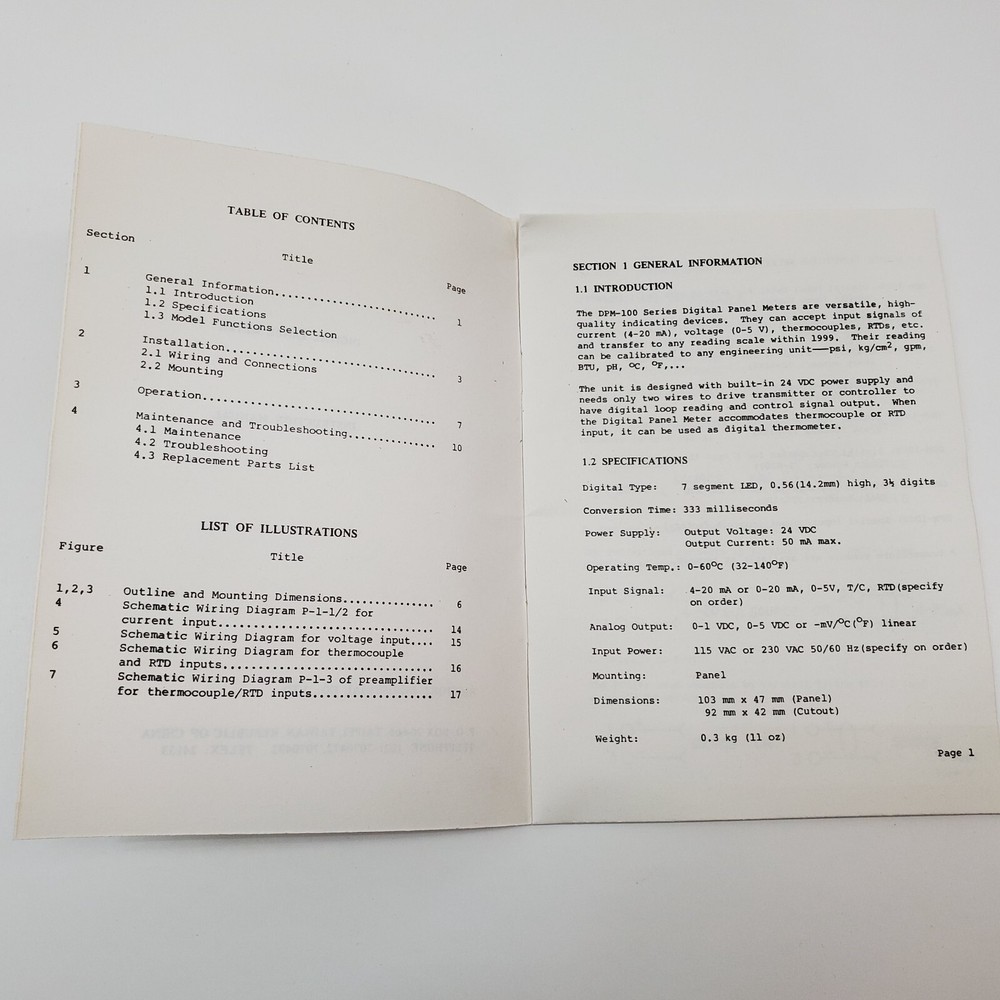 TABLE OF CONTENTS
Section
Title
Page
1 General Information........................ 1
1.1 Introduction
1.2 Specifications
1.3 Model Functions Selection
2 Installation................................ 3
2.1 Wiring and Connections
2.2 Mounting
3 Operation................................... 7
4 Maintenance and Troubleshooting............. 10
4.1 Maintenance
4.2 Troubleshooting
4.3 Replacement Parts List
LIST OF ILLUSTRATIONS
Figure
Title
Page
1,2,3 Outline and Mounting Dimensions............... 6
4 Schematic Wiring Diagram P-1-1/2 for
current input................................. 14
5 Schematic Wiring Diagram for voltage input.... 15
6 Schematic Wiring Diagram for thermocouple
and RTD inputs................................ 16
7 Schematic Wiring Diagram P-1-3 of preamplifier
for thermocouple/RTD inputs................... 17
SECTION 1 GENERAL INFORMATION
1.1 INTRODUCTION
The DPM-100 Series Digital Panel Meters are versatile, high-
quality indicating devices. They can accept input signals of
current (4-20 mA), voltage (0-5 V), thermocouples, RTDs, etc.
and transfer to any reading scale within 1999. Their reading
can be calibrated to any engineering unit—psi, kg/cm², gpm,
BTU, pH, ºC, ºF,...
The unit is designed with built-in 24 VDC power supply and
needs only two wires to drive transmitter or controller to
have digital loop reading and control signal output. When
the Digital Panel Meter accommodates thermocouple or RTD
input, it can be used as digital thermometer.
1.2 SPECIFICATIONS
Digital Type: 7 segment LED, 0.56(14.2mm) high, 3½ digits
Conversion Time: 333 milliseconds
Power Supply: Output Voltage: 24 VDC
Output Current: 50 mA max.
Operating Temp.: 0-60ºC (32-140ºF)
Input Signal: 4-20 mA or 0-20 mA, 0-5V, T/C, RTD(specify
on order)
Analog Output: 0-1 VDC, 0-5 VDC or -mV/ºC(ºF) linear
Input Power: 115 VAC or 230 VAC 50/60 Hz(specify on order)
Mounting: Panel
Dimensions: 103 mm x 47 mm (Panel)
92 mm x 42 mm (Cutout)
Weight: 0.3 kg (11 oz)
Page 1